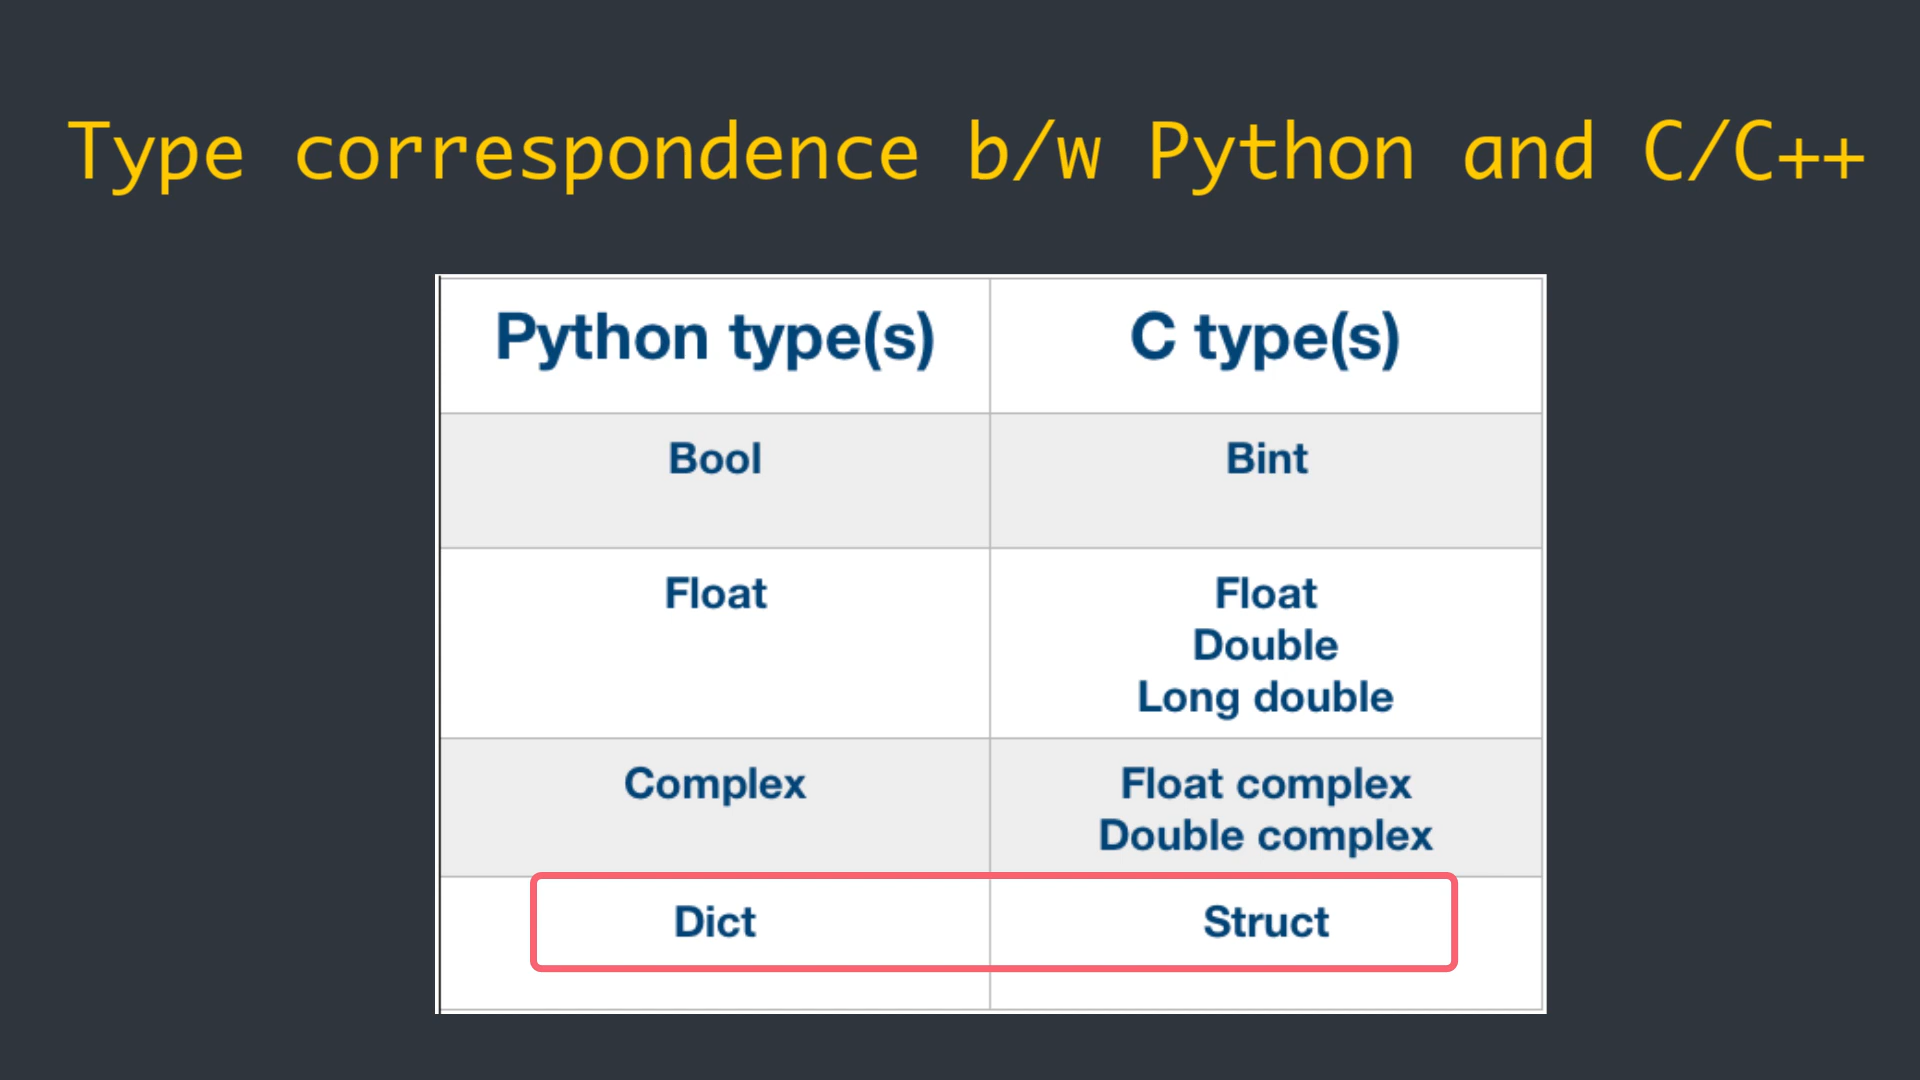 Type correspondence b/w Python and C/C++
Python type(s) C type(s)
Bool Bint
Float Float
Double
Long double
Complex Float complex
Double complex
Dict Struct